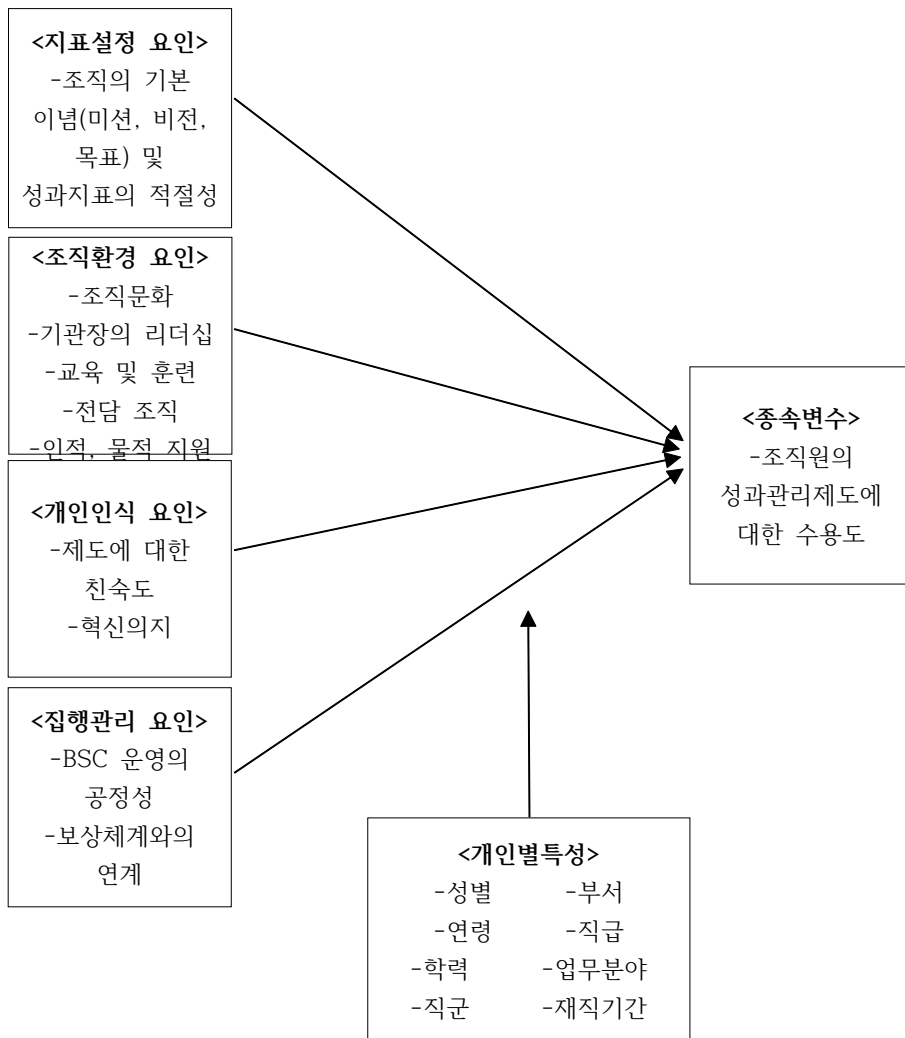 <지표설정 요인>
-조직의 기본
이념(미션, 비전,
목표) 및
성과지표의 적절성
<조직환경 요인>
-조직문화
-기관장의 리더십
-교육 및 훈련
-전담 조직
-인적, 물적 지원
<개인인식 요인>
-제도에 대한
친숙도
-혁신의지
<집행관리 요인>
-BSC 운영의
공정성
-보상체계와의
연계
<종속변수>
-조직원의
성과관리제도에
대한 수용도
<개인별특성>
-성별 -부서
-연령 -직급
-학력 -업무분야
-직군 -재직기간